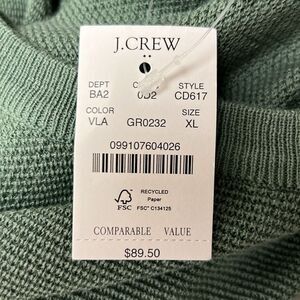 J.CREW
DEPT STYLE
BA2 0D2 CD617
COLOR SIZE
VLA GR0232 XL
099107604026
FSC
RECYCLED
Paper
FSC® C134125
COMPARABLE VALUE
$89.50